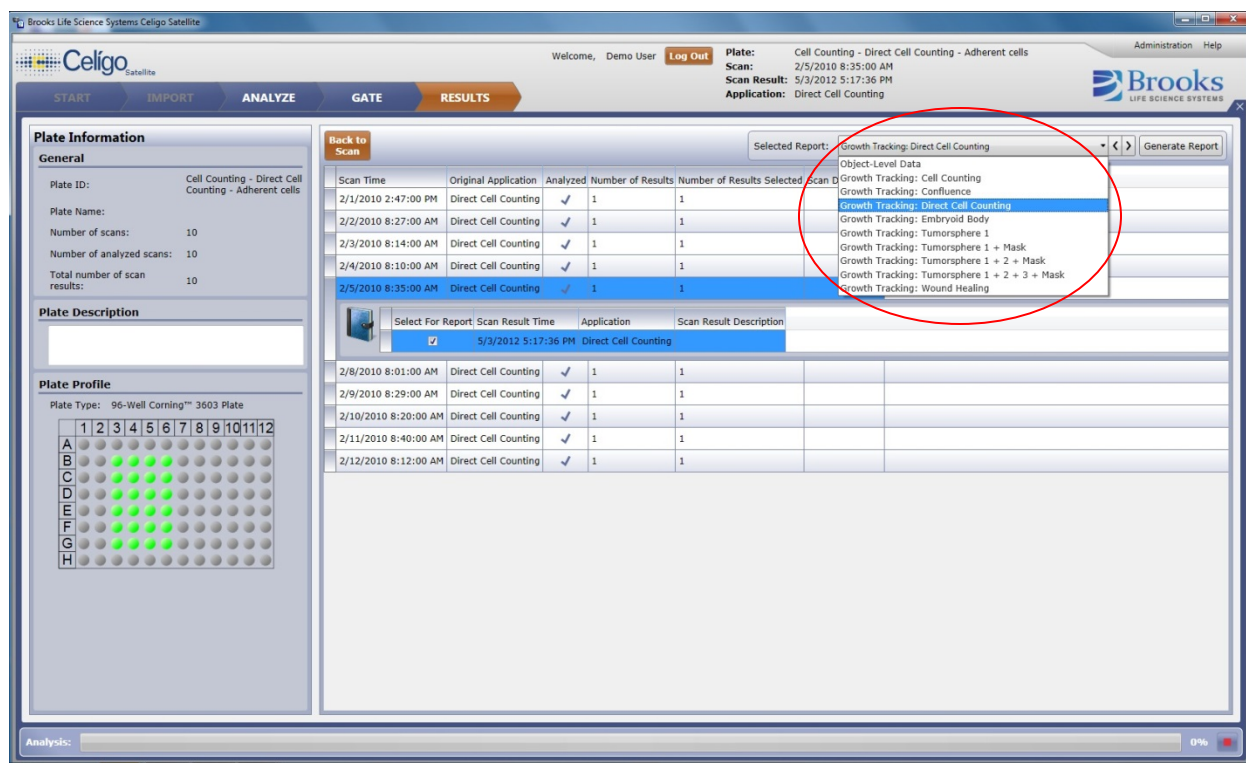 Brooks Life Science Systems Celigo Satellite
Celígo
Satellite
Welcome, Demo User Log Out
Plate: Cell Counting - Direct Cell Counting - Adherent cells
Scan: 2/5/2010 8:35:00 AM
Scan Result: 5/3/2012 5:17:36 PM
Application: Direct Cell Counting
Administration Help
Brooks
LIFE SCIENCE SYSTEMS
START IMPORT ANALYZE GATE RESULTS
Plate Information
General
Plate ID: Cell Counting - Direct Cell
Counting - Adherent cells
Plate Name:
Number of scans: 10
Number of analyzed scans: 10
Total number of scan
results: 10
Plate Description
Plate Profile
Plate Type: 96-Well Corning™ 3603 Plate
1 2 3 4 5 6 7 8 9 10 11 12
A
B
C
D
E
F
G
H
Back to
Scan
Selected Report: Growth Tracking: Direct Cell Counting Generate Report
Object-Level Data
Growth Tracking: Cell Counting
Growth Tracking: Confluence
Growth Tracking: Direct Cell Counting
Growth Tracking: Embryoid Body
Growth Tracking: Tumorsphere 1
Growth Tracking: Tumorsphere 1 + Mask
Growth Tracking: Tumorsphere 1 + 2 + Mask
Growth Tracking: Tumorsphere 1 + 2 + 3 + Mask
Growth Tracking: Wound Healing
Scan Time Original Application Analyzed Number of Results Number of Results Selected Scan D
2/1/2010 2:47:00 PM Direct Cell Counting ✓ 1 1
2/2/2010 8:27:00 AM Direct Cell Counting ✓ 1 1
2/3/2010 8:14:00 AM Direct Cell Counting ✓ 1 1
2/4/2010 8:10:00 AM Direct Cell Counting ✓ 1 1
2/5/2010 8:35:00 AM Direct Cell Counting ✓ 1 1
Select For Report Scan Result Time Application Scan Result Description
5/3/2012 5:17:36 PM Direct Cell Counting
2/8/2010 8:01:00 AM Direct Cell Counting ✓ 1 1
2/9/2010 8:29:00 AM Direct Cell Counting ✓ 1 1
2/10/2010 8:20:00 AM Direct Cell Counting ✓ 1 1
2/11/2010 8:40:00 AM Direct Cell Counting ✓ 1 1
2/12/2010 8:12:00 AM Direct Cell Counting ✓ 1 1
Analysis: 0%